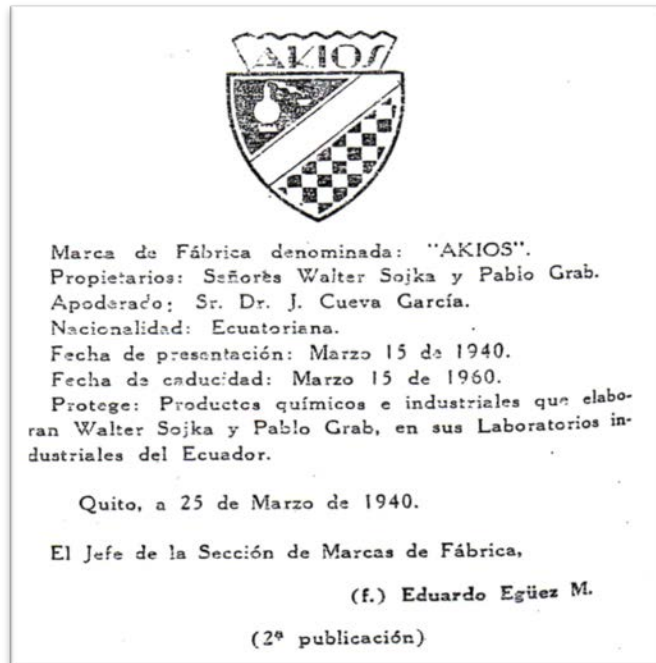 AKIOS
Marca de Fábrica denominada: "AKIOS".
Propietarios: Señores Walter Sojka y Pablo Grab.
Apoderado: Sr. Dr. J. Cueva García.
Nacionalidad: Ecuatoriana.
Fecha de presentación: Marzo 15 de 1940.
Fecha de caducidad: Marzo 15 de 1960.
Protege: Productos químicos e industriales que elabo-
ran Walter Sojka y Pablo Grab, en sus Laboratorios in-
dustriales del Ecuador.
Quito, a 25 de Marzo de 1940.
El Jefe de la Sección de Marcas de Fábrica,
(f.) Eduardo Egüez M.
(2ª publicación)